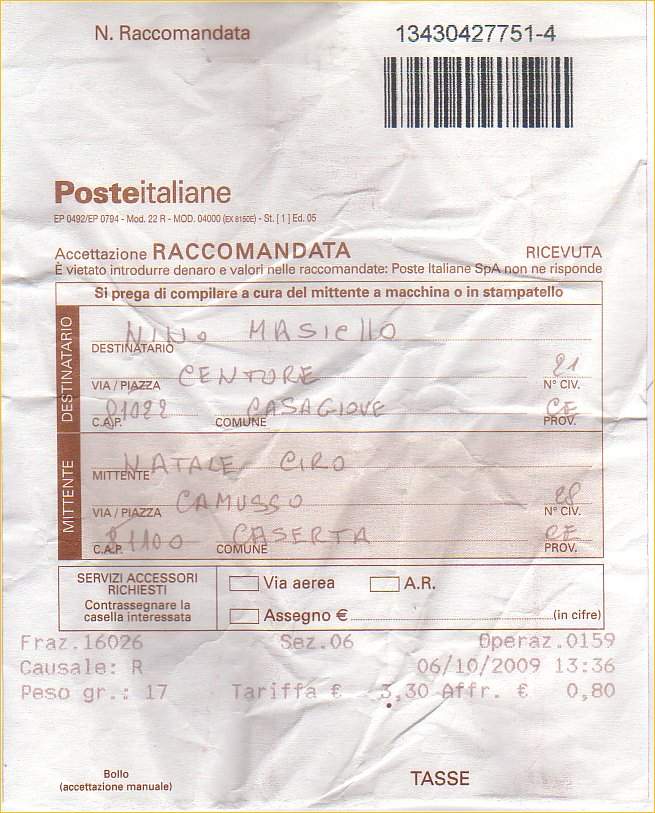 N. Raccomandata 13430427751-4
Posteitaliane
EP 0492/EP 0794 - Mod. 22 R - MOD. 04000 (EX 8150E) - St. [1] Ed. 05
Accettazione RACCOMANDATA RICEVUTA
È vietato introdurre denaro e valori nelle raccomandate: Poste Italiane SpA non ne risponde
Si prega di compilare a cura del mittente a macchina o in stampatello
DESTINATARIO
NINO MASIELLO
DESTINATARIO
CENTORE 21
VIA / PIAZZA N° CIV.
81022 CASAGIOVE CE
C.A.P. COMUNE PROV.
MITTENTE
NATALE CIRO
MITTENTE
CAMUSSO 28
VIA / PIAZZA N° CIV.
81100 CASERTA CE
C.A.P. COMUNE PROV.
SERVIZI ACCESSORI
RICHIESTI
Contrassegnare la
casella interessata
Via aerea A.R.
Assegno € (in cifre)
Fraz.16026 Sez.06 Operaz.0159
Causale: R 06/10/2009 13:36
Peso gr.: 17 Tariffa € 3,30 Affr. € 0,80
Bollo
(accettazione manuale)
TASSE